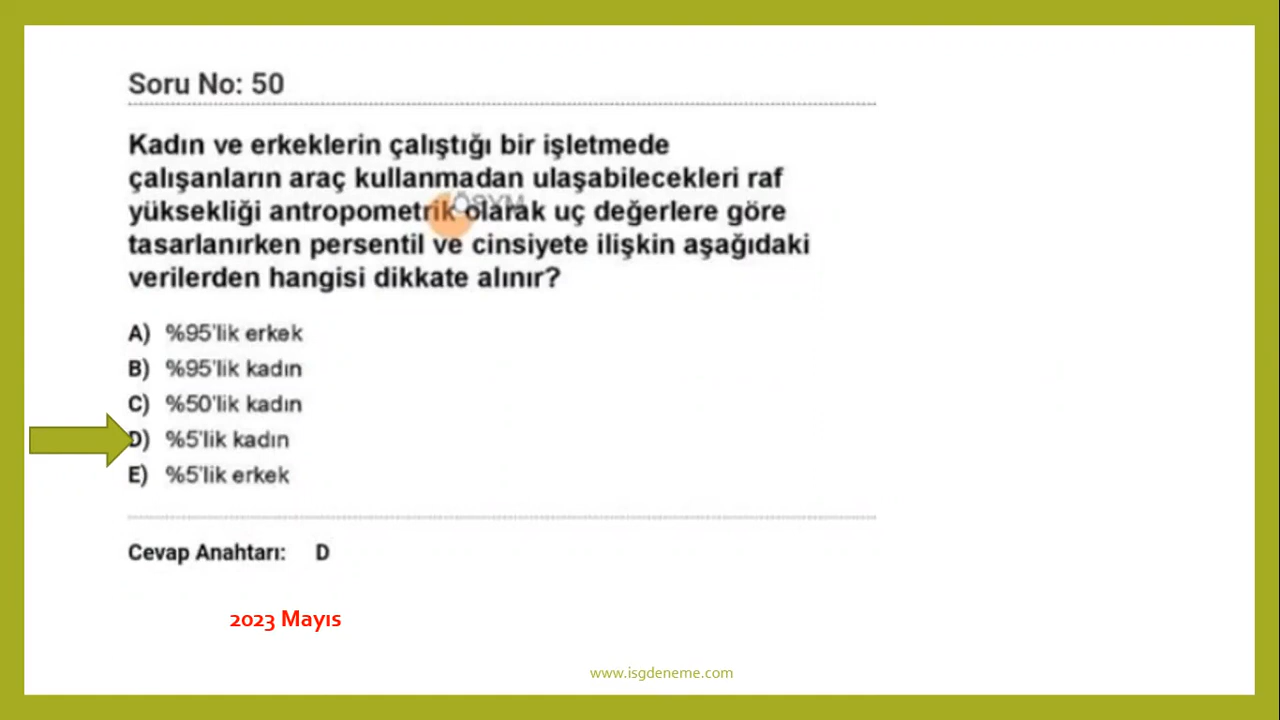 Soru No: 50
Kadın ve erkeklerin çalıştığı bir işletmede
çalışanların araç kullanmadan ulaşabilecekleri raf
ÖSYM
yüksekliği antropometrik olarak uç değerlere göre
tasarlanırken persentil ve cinsiyete ilişkin aşağıdaki
verilerden hangisi dikkate alınır?
A) %95'lik erkek
B) %95'lik kadın
C) %50'lik kadın
D) %5'lik kadın
E) %5'lik erkek
Cevap Anahtarı: D
2023 Mayıs
www.isgdeneme.com